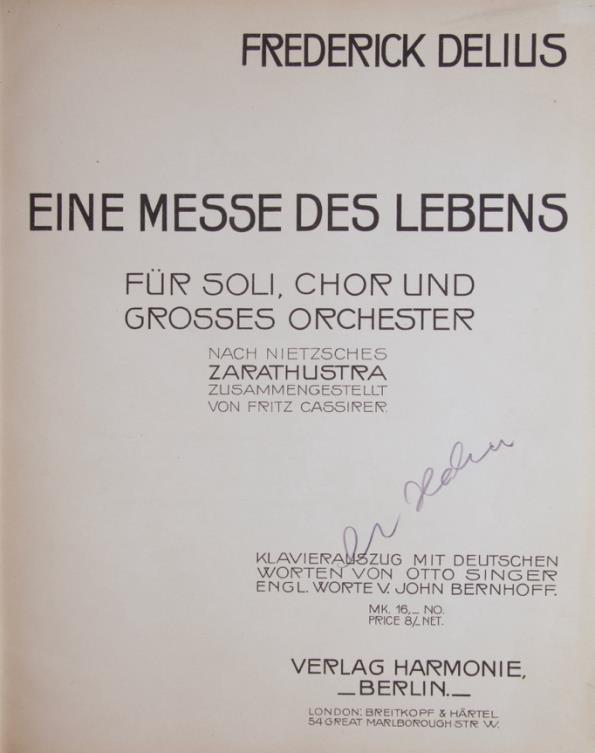 FREDERICK DELIUS
EINE MESSE DES LEBENS
FÜR SOLI, CHOR UND
GROSSES ORCHESTER
NACH NIETZSCHES
ZARATHUSTRA
ZUSAMMENGESTELLT
VON FRITZ CASSIRER.
KLAVIERAUSZUG MIT DEUTSCHEN
WORTEN VON OTTO SINGER
ENGL. WORTE V. JOHN BERNHOFF.
MK. 16,_ NO.
PRICE 8/_ NET.
VERLAG HARMONIE,
_BERLIN._
LONDON: BREITKOPF & HÄRTEL
54 GREAT MARLBOROUGH STR. W.